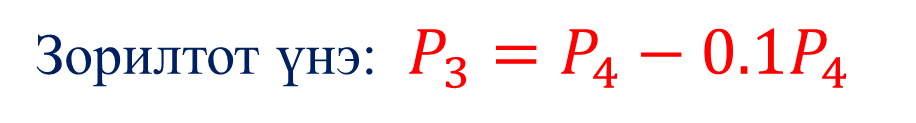 Зорилтот үнэ: P₃ = P₄ − 0.1P₄